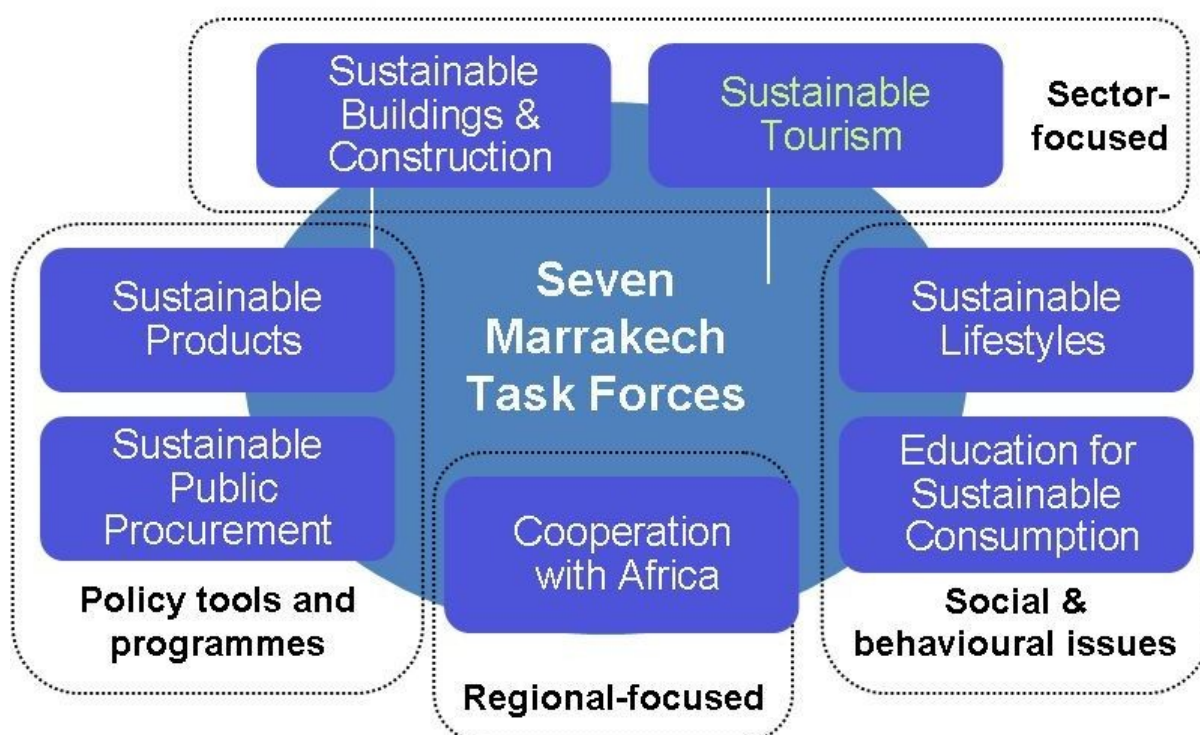 Sustainable
Buildings &
Construction
Sustainable
Tourism
Sector-
focused
Sustainable
Products
Seven
Marrakech
Task Forces
Sustainable
Lifestyles
Sustainable
Public
Procurement
Education for
Sustainable
Consumption
Cooperation
with Africa
Policy tools and
programmes
Social &
behavioural issues
Regional-focused